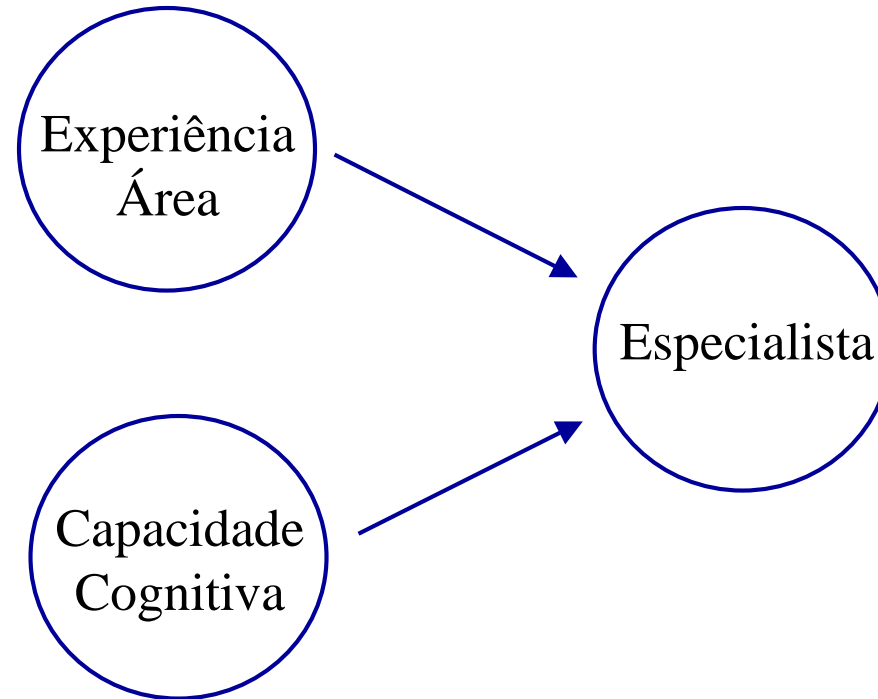 Experiência
Área
Especialista
Capacidade
Cognitiva